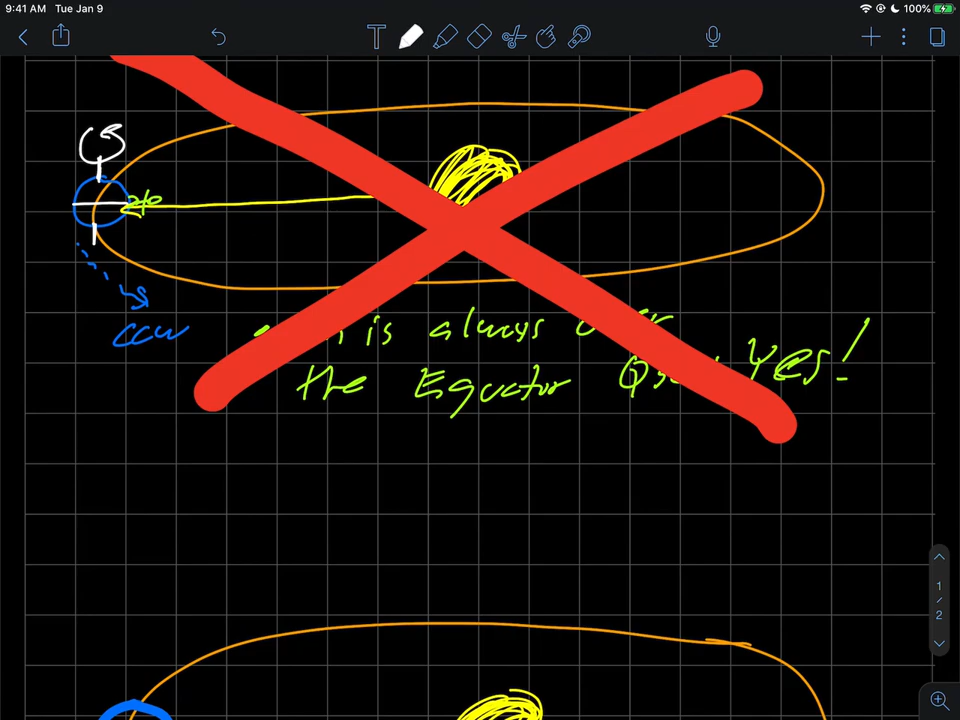 9:41 AM Tue Jan 9
100%
T
CCW
is always
the Equator Yes!
1
/
2